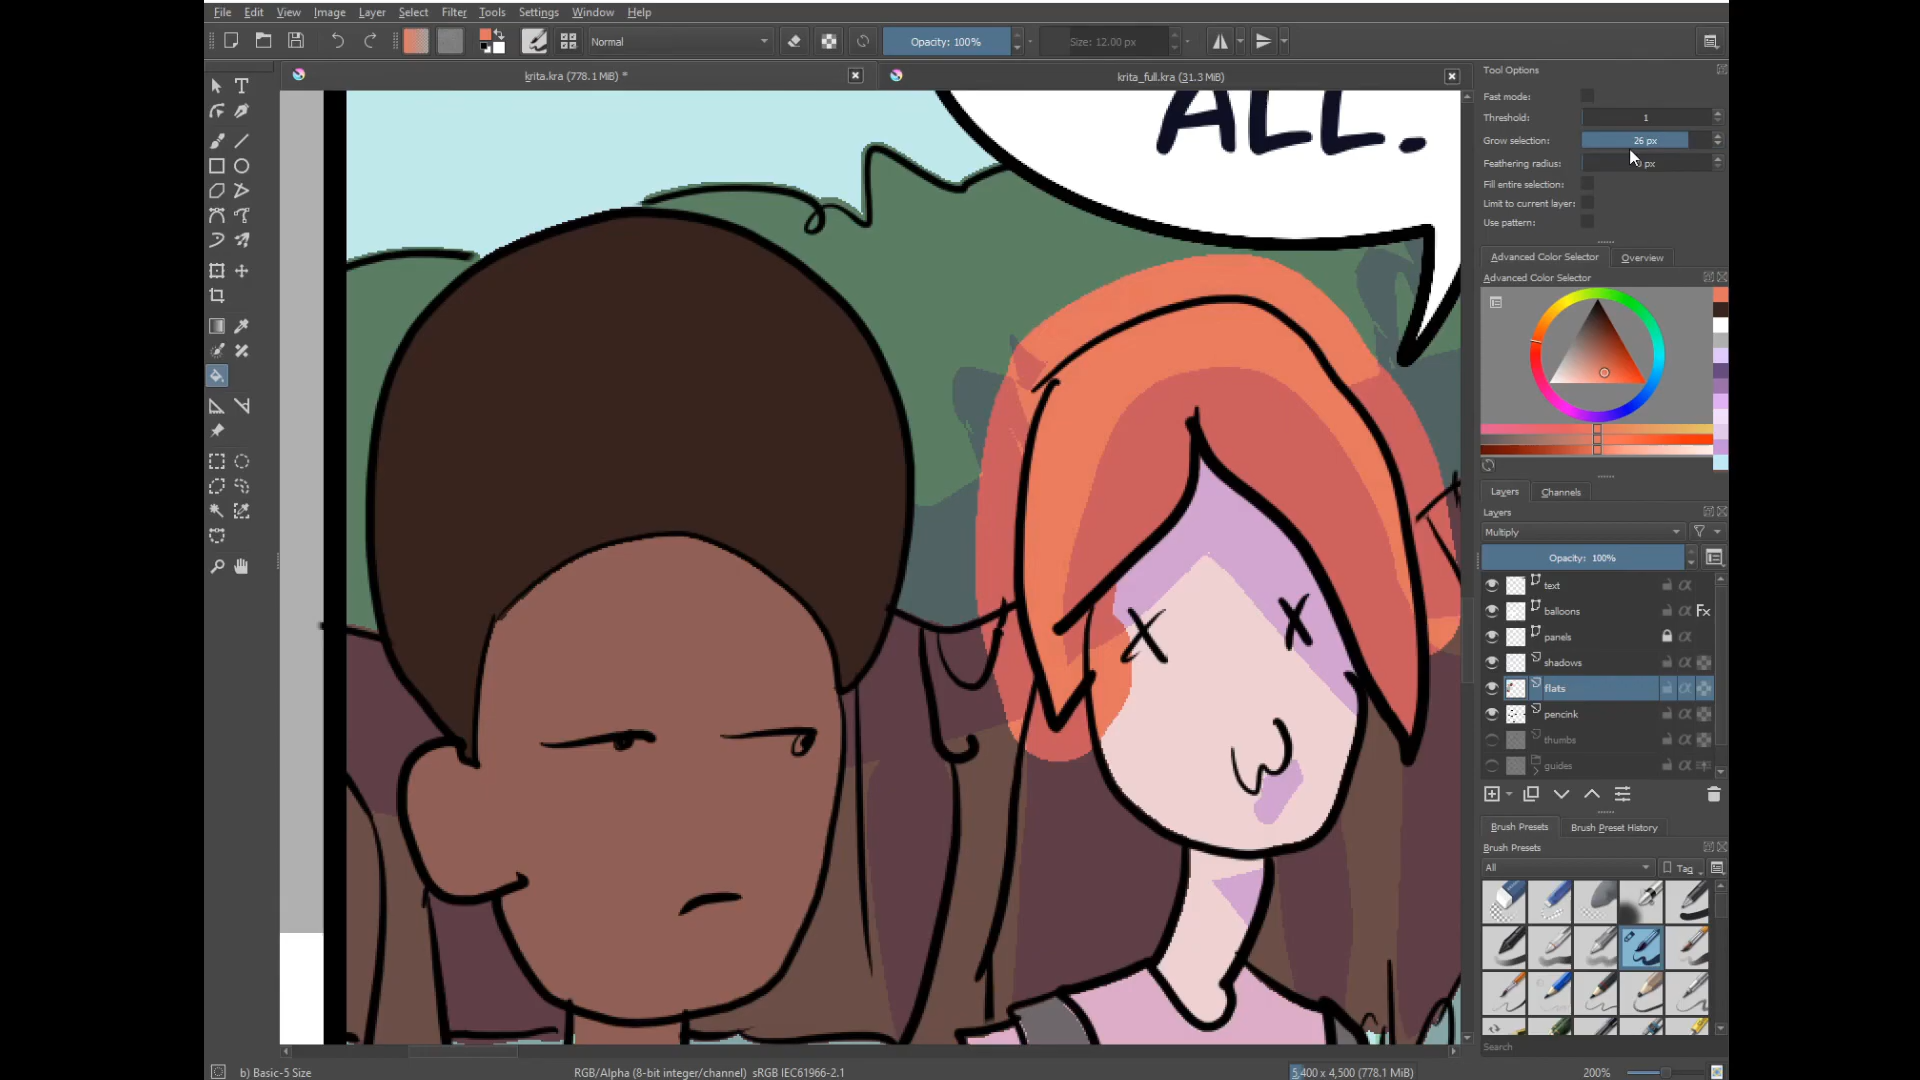 File Edit View Image Layer Select Filter Tools Settings Window Help
Normal Opacity: 100% Size: 12.00 px
krita.kra (778.1 MiB) * krita_full.kra (31.3 MiB)
ALL.
Tool Options
Fast mode:
Threshold: 1
Grow selection: 26 px
Feathering radius: px
Fill entire selection:
Limit to current layer:
Use pattern:
Advanced Color Selector Overview
Advanced Color Selector
Layers Channels
Layers
Multiply
Opacity: 100%
text
balloons Fx
panels
shadows
flats
pencink
thumbs
guides
Brush Presets Brush Preset History
Brush Presets
All Tag
Search
b) Basic-5 Size RGB/Alpha (8-bit integer/channel) sRGB IEC61966-2.1 5,400 x 4,500 (778.1 MiB) 200%